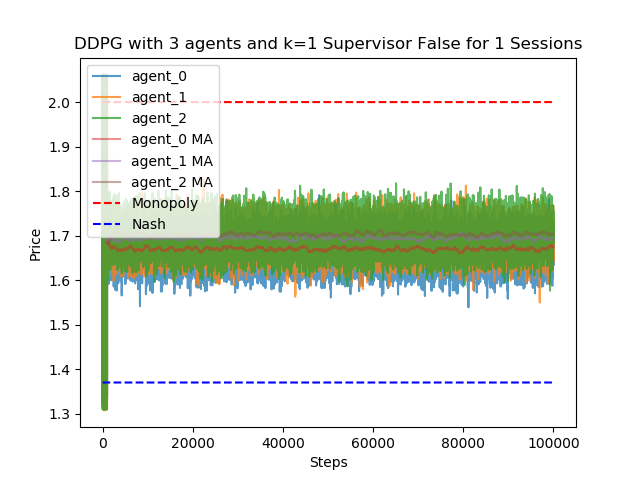 DDPG with 3 agents and k=1 Supervisor False for 1 Sessions
agent_0
agent_1
agent_2
agent_0 MA
agent_1 MA
agent_2 MA
Monopoly
Nash
2.0
1.9
1.8
1.7
1.6
1.5
1.4
1.3
Price
0
20000
40000
60000
80000
100000
Steps